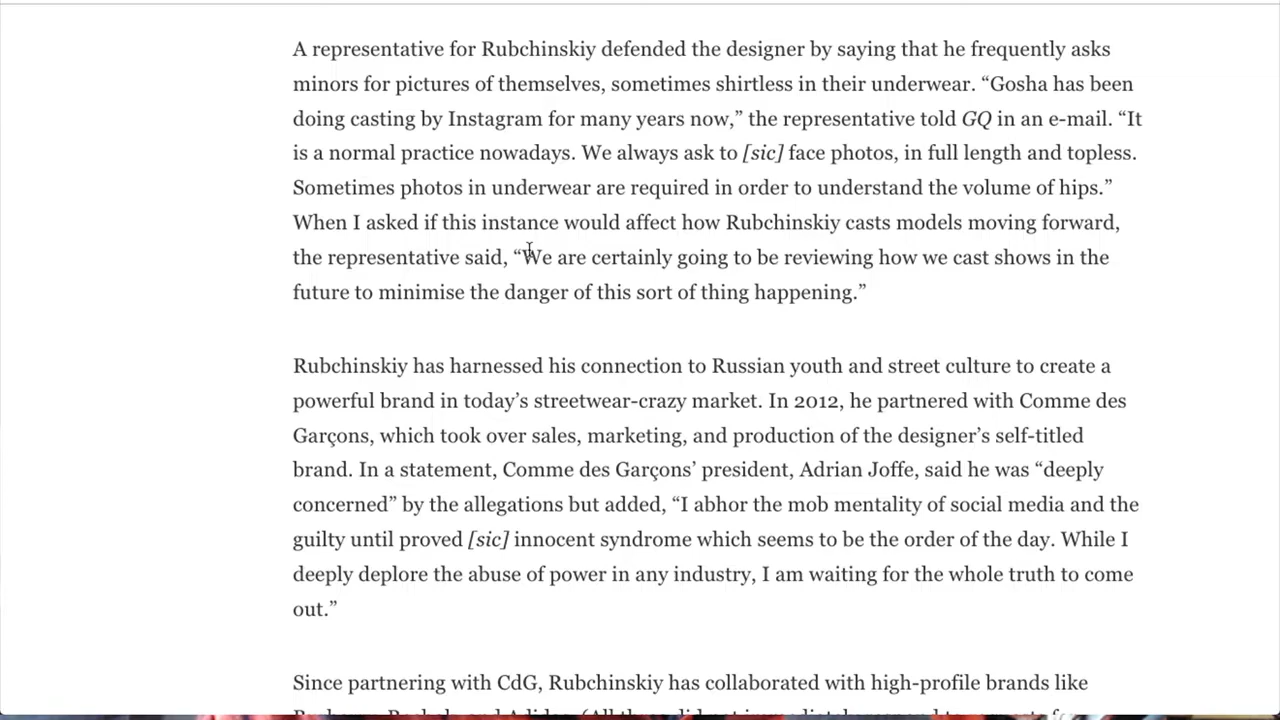 A representative for Rubchinskiy defended the designer by saying that he frequently asks
minors for pictures of themselves, sometimes shirtless in their underwear. “Gosha has been
doing casting by Instagram for many years now,” the representative told GQ in an e-mail. “It
is a normal practice nowadays. We always ask to [sic] face photos, in full length and topless.
Sometimes photos in underwear are required in order to understand the volume of hips.”
When I asked if this instance would affect how Rubchinskiy casts models moving forward,
the representative said, “We are certainly going to be reviewing how we cast shows in the
future to minimise the danger of this sort of thing happening.”
Rubchinskiy has harnessed his connection to Russian youth and street culture to create a
powerful brand in today’s streetwear-crazy market. In 2012, he partnered with Comme des
Garçons, which took over sales, marketing, and production of the designer’s self-titled
brand. In a statement, Comme des Garçons’ president, Adrian Joffe, said he was “deeply
concerned” by the allegations but added, “I abhor the mob mentality of social media and the
guilty until proved [sic] innocent syndrome which seems to be the order of the day. While I
deeply deplore the abuse of power in any industry, I am waiting for the whole truth to come
out.”
Since partnering with CdG, Rubchinskiy has collaborated with high-profile brands like